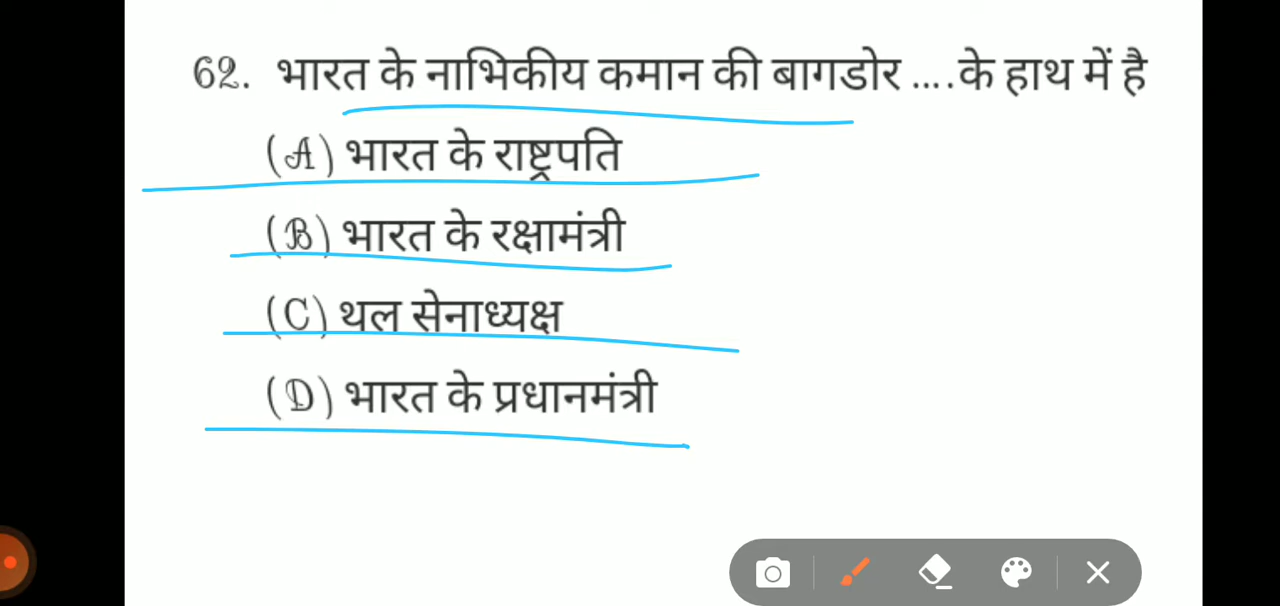 62. भारत के नाभिकीय कमान की बागडोर ....के हाथ में है
(A) भारत के राष्ट्रपति
(B) भारत के रक्षामंत्री
(C) थल सेनाध्यक्ष
(D) भारत के प्रधानमंत्री